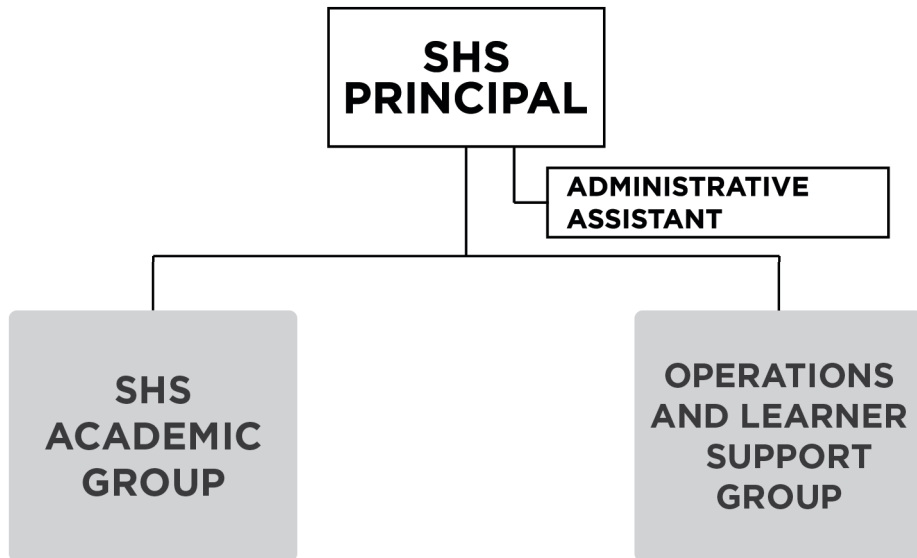 SHS
PRINCIPAL
ADMINISTRATIVE
ASSISTANT
SHS
ACADEMIC
GROUP
OPERATIONS
AND LEARNER
SUPPORT
GROUP